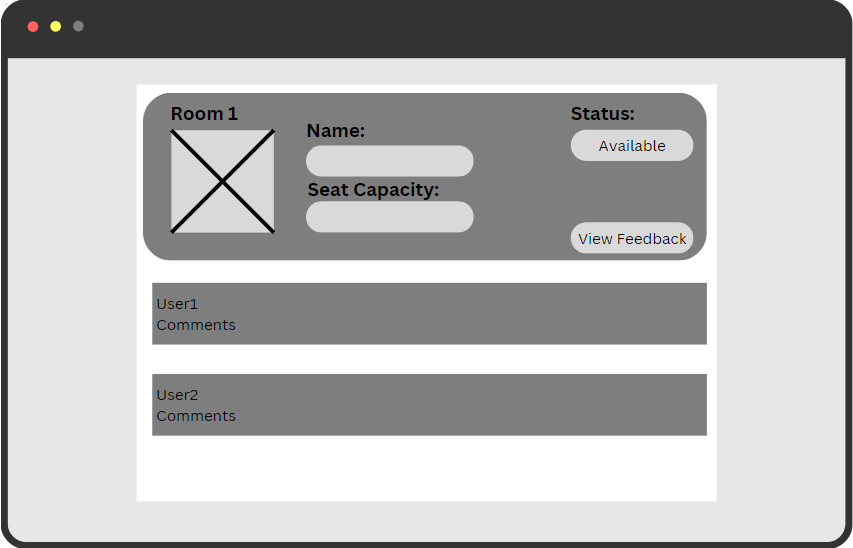 Room 1
Name:
Seat Capacity:
Status:
Available
View Feedback
User1
Comments
User2
Comments